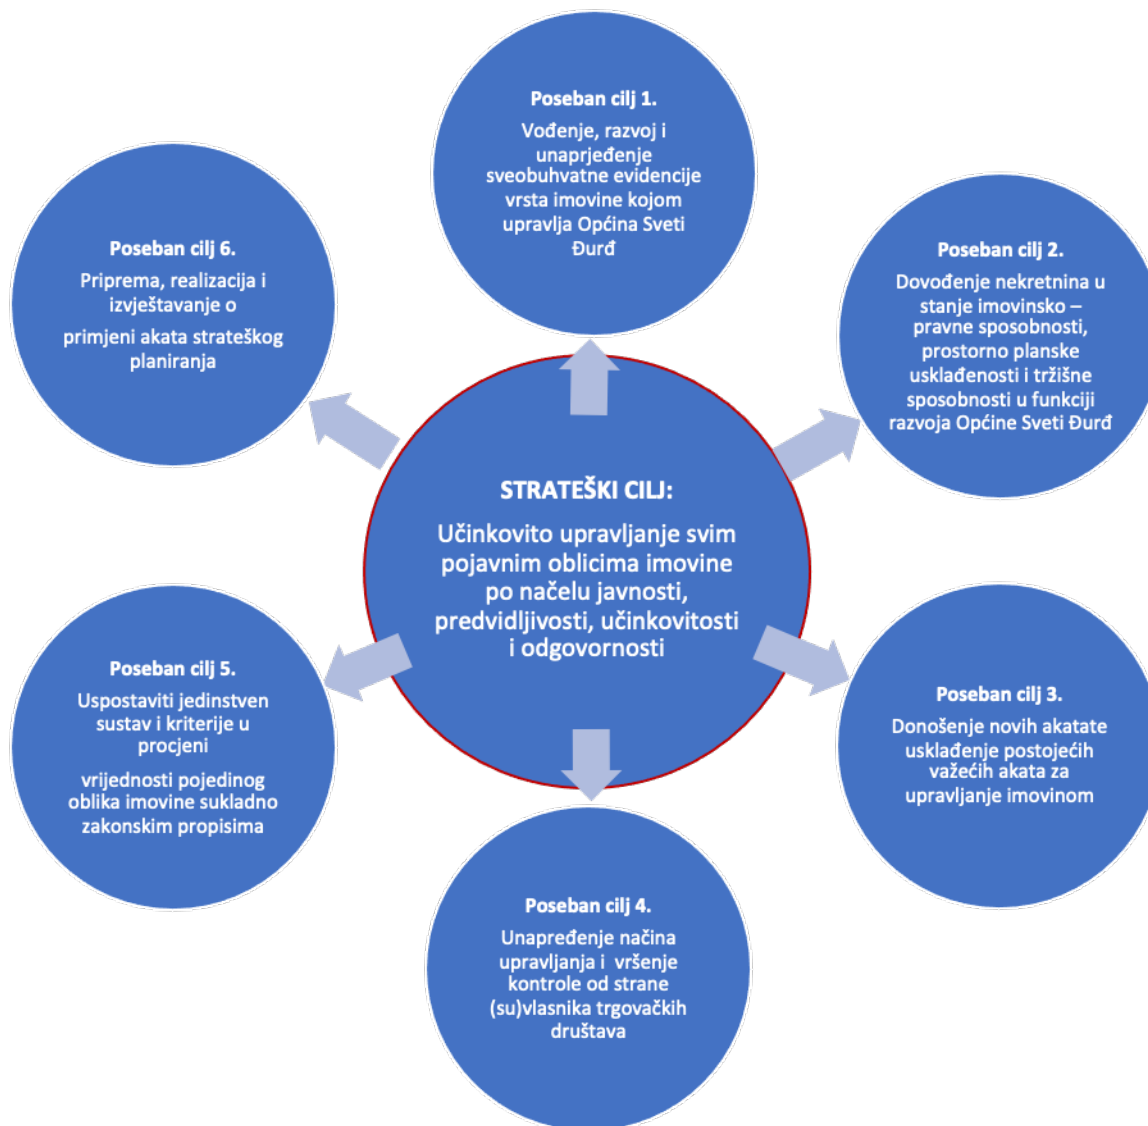 Poseban cilj 1.
Vođenje, razvoj i
unaprjeđenje
sveobuhvatne evidencije
vrsta imovine kojom
upravlja Općina Sveti
Đurđ
Poseban cilj 2.
Dovođenje nekretnina u
stanje imovinsko –
pravne sposobnosti,
prostorno planske
usklađenosti i tržišne
sposobnosti u funkciji
razvoja Općine Sveti Đurđ
Poseban cilj 3.
Donošenje novih akatate
usklađenje postojećih
važećih akata za
upravljanje imovinom
Poseban cilj 4.
Unapređenje načina
upravljanja i vršenje
kontrole od strane
(su)vlasnika trgovačkih
društava
Poseban cilj 5.
Uspostaviti jedinstven
sustav i kriterije u
procjeni
vrijednosti pojedinog
oblika imovine sukladno
zakonskim propisima
Poseban cilj 6.
Priprema, realizacija i
izvještavanje o
primjeni akata strateškog
planiranja
STRATEŠKI CILJ:
Učinkovito upravljanje svim
pojavnim oblicima imovine
po načelu javnosti,
predvidljivosti, učinkovitosti
i odgovornosti